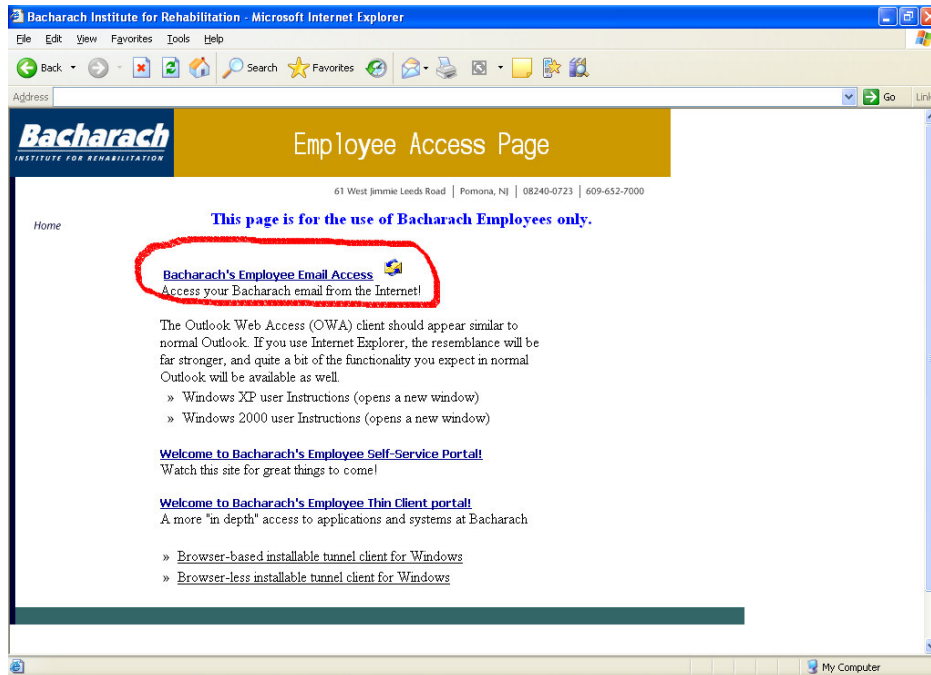 Bacharach Institute for Rehabilitation - Microsoft Internet Explorer
File Edit View Favorites Tools Help
Back Search Favorites
Address Go
Bacharach
INSTITUTE FOR REHABILITATION
Employee Access Page
61 West Jimmie Leeds Road | Pomona, NJ | 08240-0723 | 609-652-7000
Home
This page is for the use of Bacharach Employees only.
Bacharach's Employee Email Access
Access your Bacharach email from the Internet!
The Outlook Web Access (OWA) client should appear similar to
normal Outlook. If you use Internet Explorer, the resemblance will be
far stronger, and quite a bit of the functionality you expect in normal
Outlook will be available as well.
» Windows XP user Instructions (opens a new window)
» Windows 2000 user Instructions (opens a new window)
Welcome to Bacharach's Employee Self-Service Portal!
Watch this site for great things to come!
Welcome to Bacharach's Employee Thin Client portal!
A more "in depth" access to applications and systems at Bacharach
» Browser-based installable tunnel client for Windows
» Browser-less installable tunnel client for Windows
My Computer